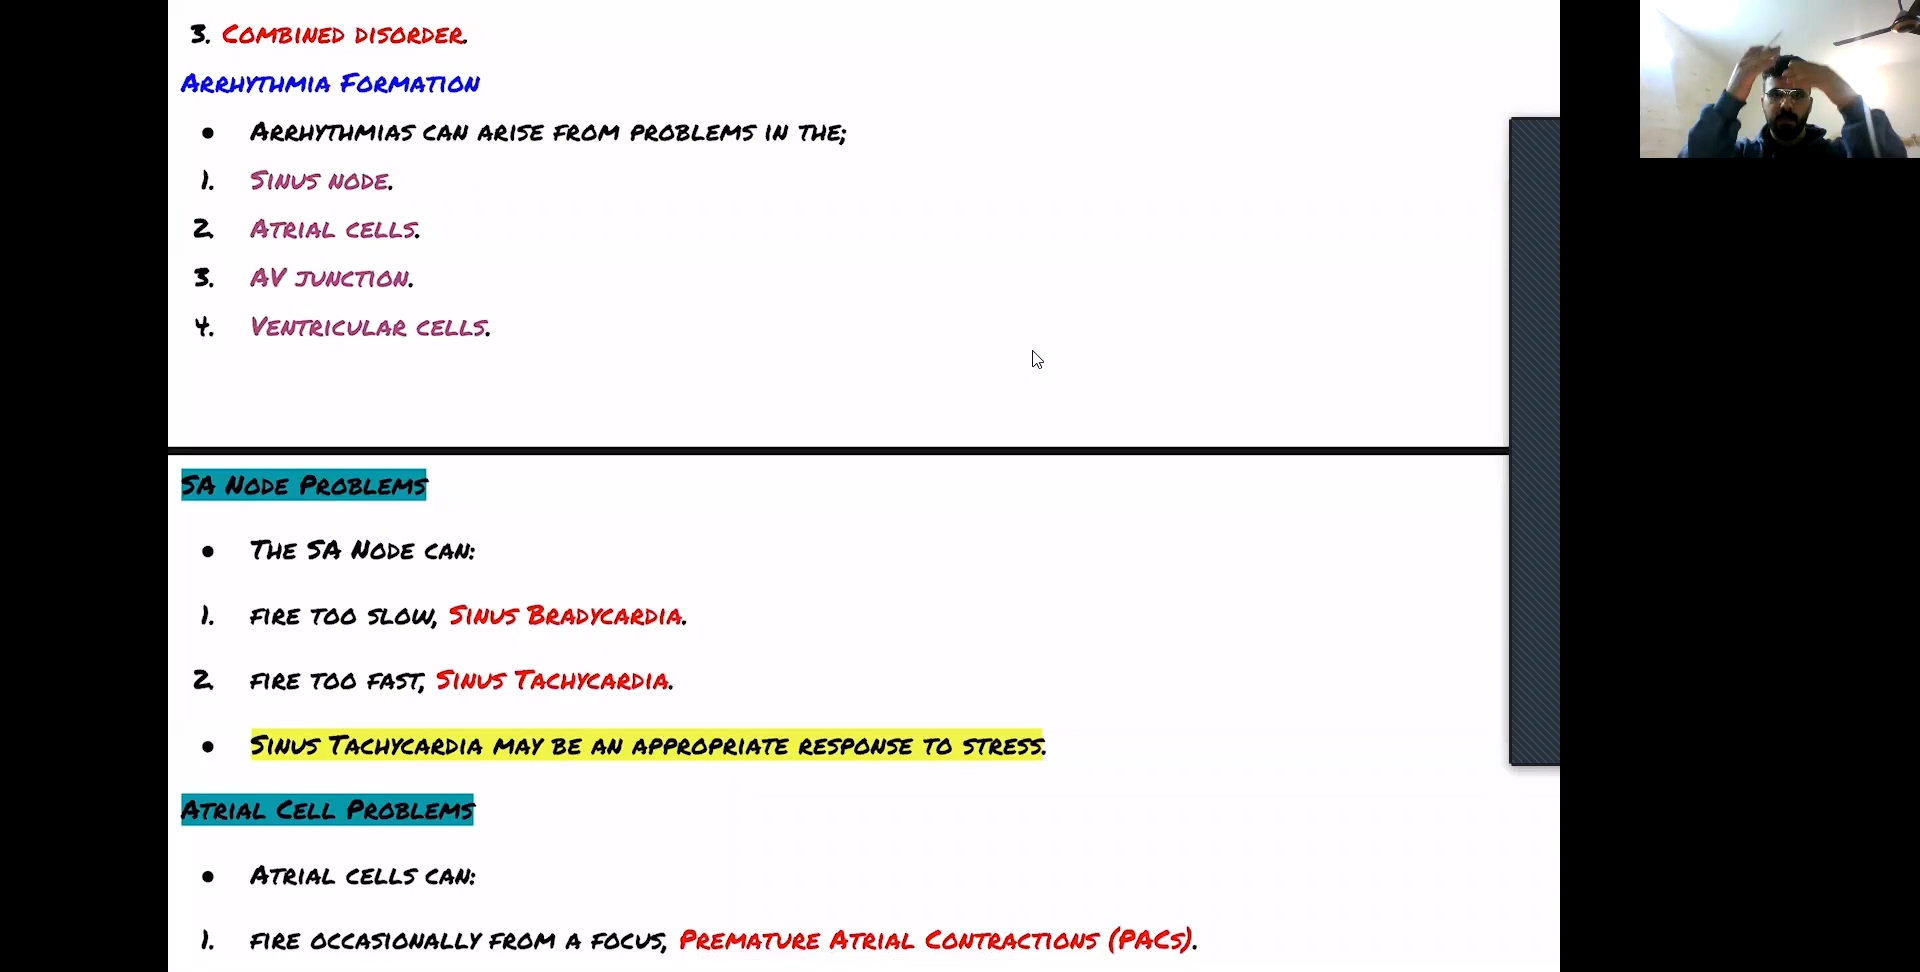 3. Combined disorder.
Arrhythmia Formation
● Arrhythmias can arise from problems in the;
1. Sinus node.
2. Atrial cells.
3. AV junction.
4. Ventricular cells.
SA Node Problems
● The SA Node can:
1. fire too slow, Sinus Bradycardia.
2. fire too fast, Sinus Tachycardia.
● Sinus Tachycardia may be an appropriate response to stress.
Atrial Cell Problems
● Atrial cells can:
1. fire occasionally from a focus, Premature Atrial Contractions (PACs).